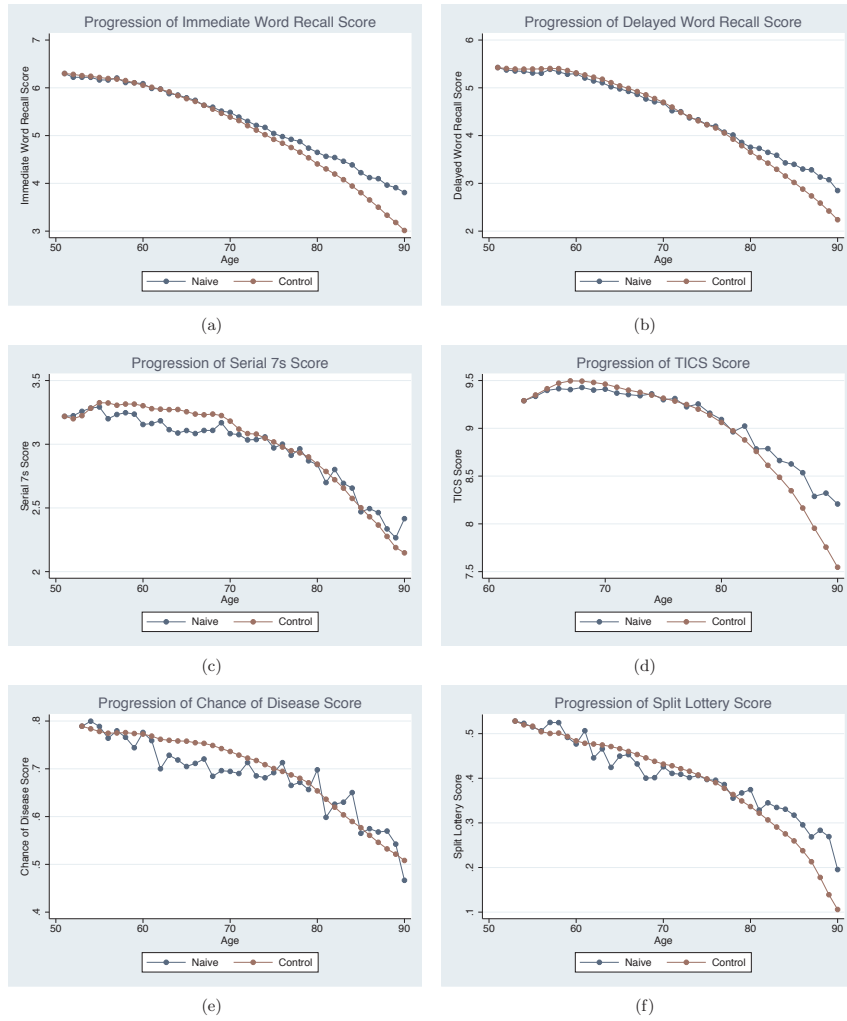 Progression of Immediate Word Recall Score
Immediate Word Recall Score
7
6
5
4
3
50 60 70 80 90
Age
Naive Control
(a)
Progression of Delayed Word Recall Score
Delayed Word Recall Score
6
5
4
3
2
50 60 70 80 90
Age
Naive Control
(b)
Progression of Serial 7s Score
Serial 7s Score
3.5
3
2.5
2
50 60 70 80 90
Age
Naive Control
(c)
Progression of TICS Score
TICS Score
9.5
9
8.5
8
7.5
60 70 80 90
Age
Naive Control
(d)
Progression of Chance of Disease Score
Chance of Disease Score
.8
.7
.6
.5
.4
50 60 70 80 90
Age
Naive Control
(e)
Progression of Split Lottery Score
Split Lottery Score
.5
.4
.3
.2
.1
50 60 70 80 90
Age
Naive Control
(f)